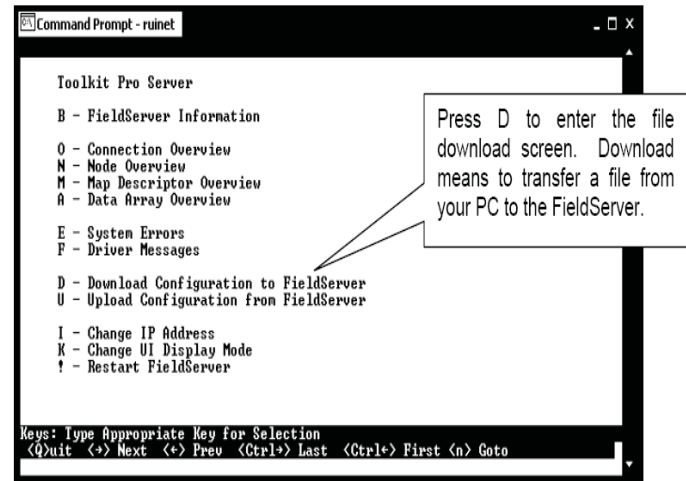 Command Prompt - ruinet
Toolkit Pro Server
B - FieldServer Information
O - Connection Overview
N - Node Overview
M - Map Descriptor Overview
A - Data Array Overview
E - System Errors
F - Driver Messages
D - Download Configuration to FieldServer
U - Upload Configuration from FieldServer
I - Change IP Address
K - Change UI Display Mode
! - Restart FieldServer
Press D to enter the file
download screen. Download
means to transfer a file from
your PC to the FieldServer.
Keys: Type Appropriate Key for Selection
<Q>uit <→> Next <←> Prev <Ctrl→> Last <Ctrl←> First <n> Goto